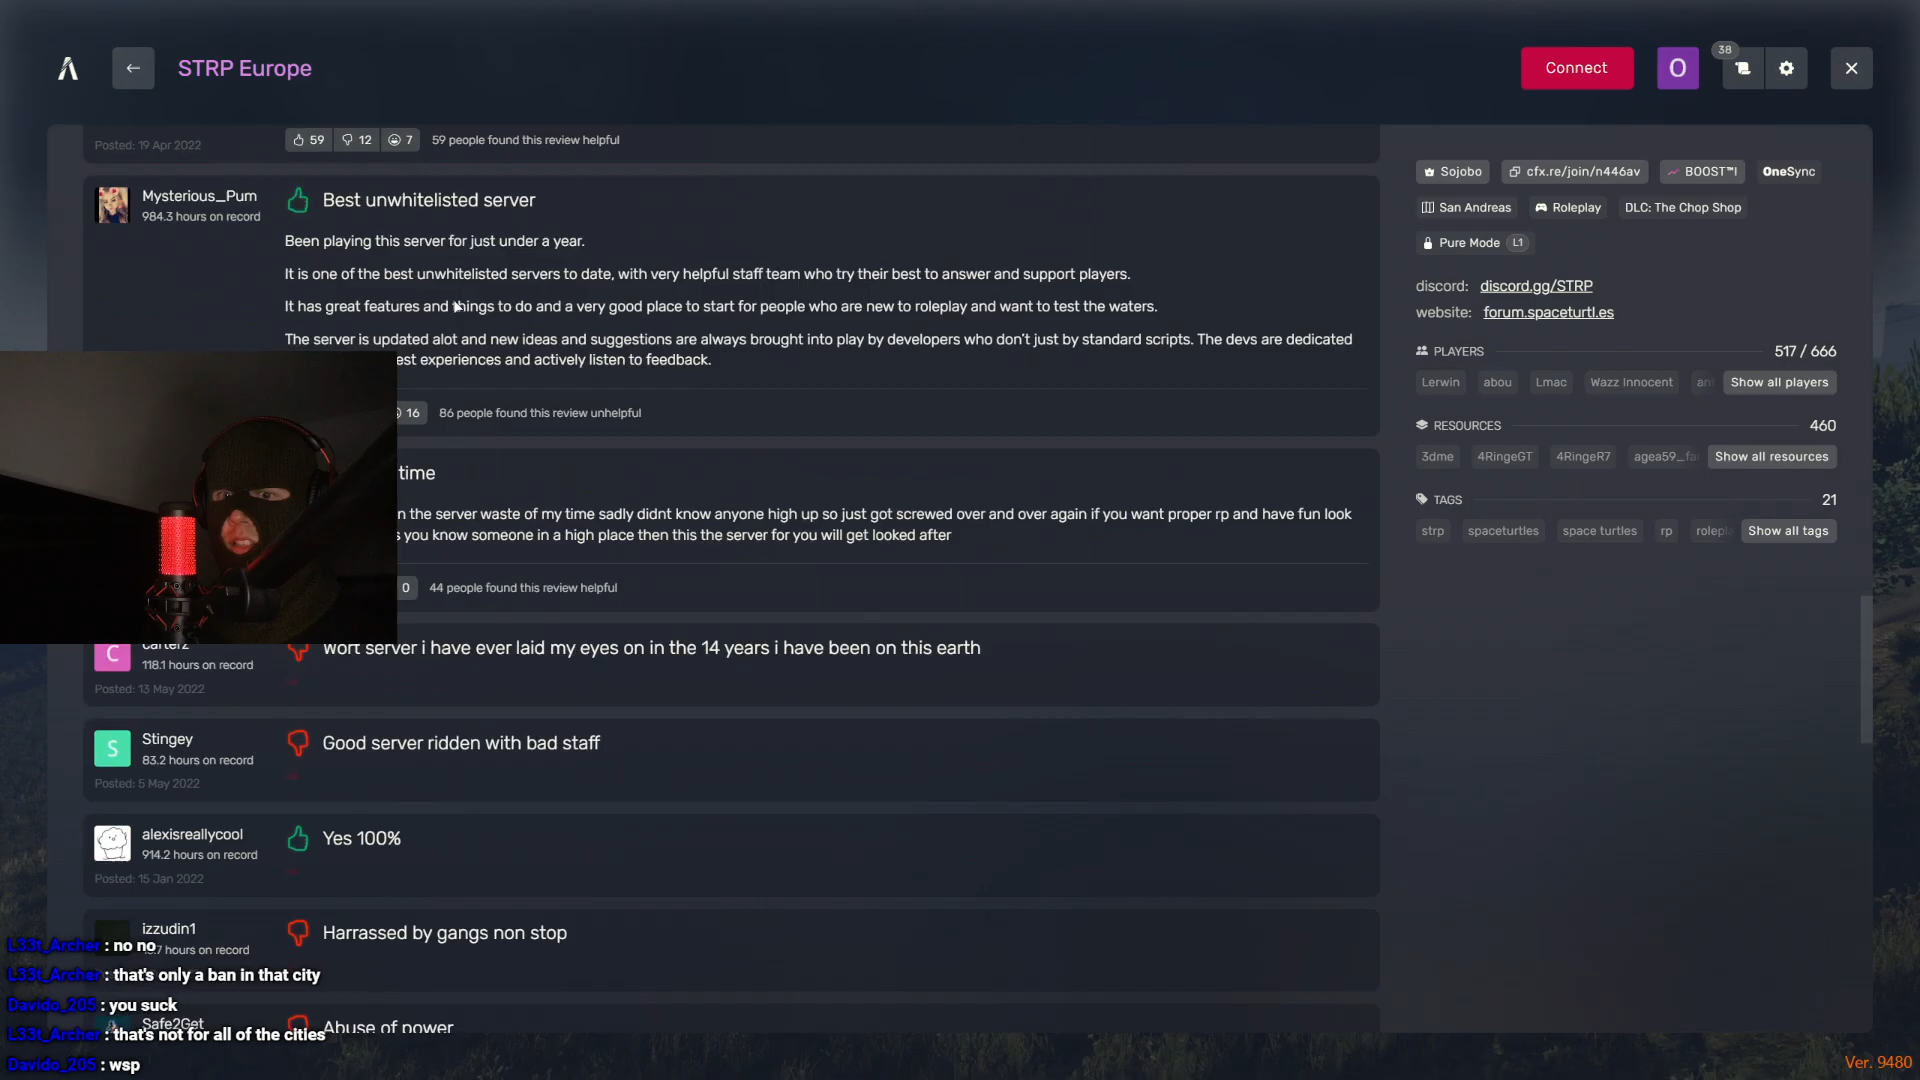 STRP Europe
Connect
O
38
Posted: 19 Apr 2022
59
12
7
59 people found this review helpful
Mysterious_Pum
984.3 hours on record
Best unwhitelisted server
Been playing this server for just under a year.
It is one of the best unwhitelisted servers to date, with very helpful staff team who try their best to answer and support players.
It has great features and things to do and a very good place to start for people who are new to roleplay and want to test the waters.
The server is updated alot and new ideas and suggestions are always brought into play by developers who don't just by standard scripts. The devs are dedicated
est experiences and actively listen to feedback.
16
86 people found this review unhelpful
time
n the server waste of my time sadly didnt know anyone high up so just got screwed over and over again if you want proper rp and have fun look
s you know someone in a high place then this the server for you will get looked after
0
44 people found this review helpful
C
118.1 hours on record
Posted: 13 May 2022
Wort server i have ever laid my eyes on in the 14 years i have been on this earth
S
Stingey
83.2 hours on record
Posted: 5 May 2022
Good server ridden with bad staff
alexisreallycool
914.2 hours on record
Posted: 15 Jan 2022
Yes 100%
izzudin1
.7 hours on record
Harrassed by gangs non stop
Safe2Get
Abuse of power
L33t_Archer : no no
L33t_Archer : that's only a ban in that city
Davido_205 : you suck
L33t_Archer : that's not for all of the cities
Davido_205 : wsp
Sojobo
cfx.re/join/n446av
BOOST™ I
OneSync
San Andreas
Roleplay
DLC: The Chop Shop
Pure Mode L1
discord: discord.gg/STRP
website: forum.spaceturtl.es
PLAYERS 517 / 666
Lerwin abou Lmac Wazz Innocent Show all players
RESOURCES 460
3dme 4RingeGT 4RingeR7 agea59_fa Show all resources
TAGS 21
strp spaceturtles space turtles rp rolepl Show all tags
Ver. 9480